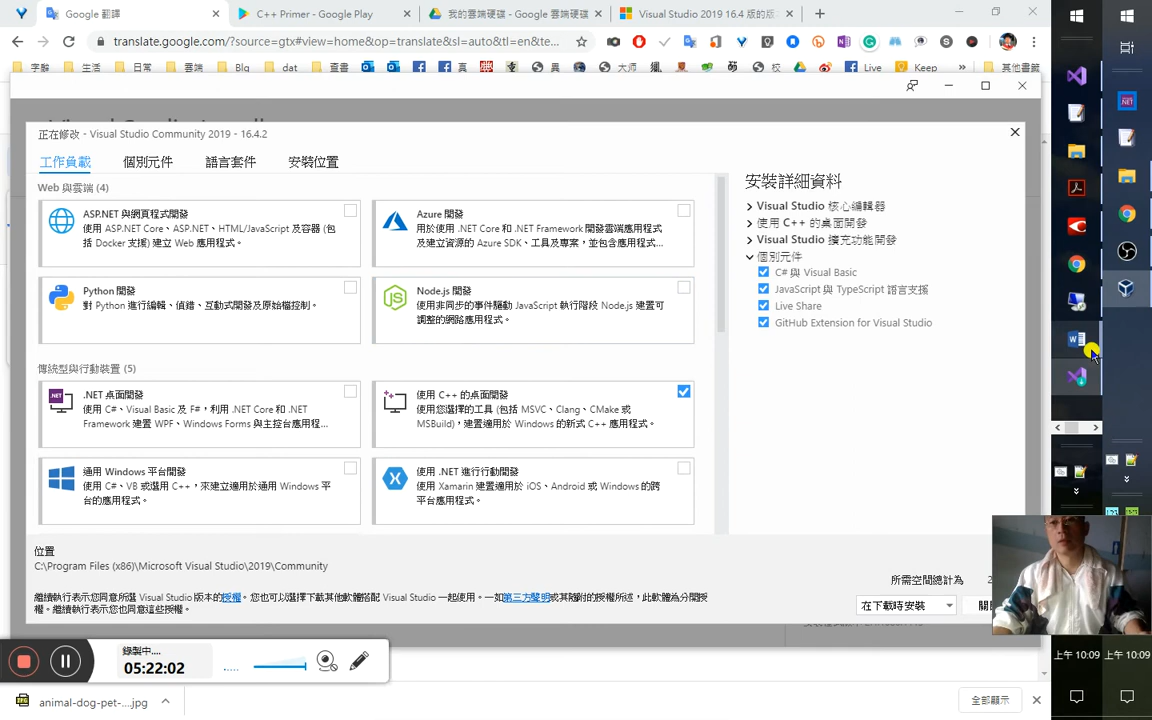 Google 翻譯
C++ Primer - Google Play
我的雲端硬碟 - Google 雲端硬碟
Visual Studio 2019 16.4 版的版
translate.google.com/?source=gtx#view=home&op=translate&sl=auto&tl=en&te...
字辭
生活
日常
雲端
Blg
dat
查書
真
大师
校
Live
Keep
其他書籤
正在修改 - Visual Studio Community 2019 - 16.4.2
工作負載
個別元件
語言套件
安裝位置
Web 與雲端 (4)
ASP.NET 與網頁程式開發
使用 ASP.NET Core、ASP.NET、HTML/JavaScript 及容器 (包
括 Docker 支援) 建立 Web 應用程式。
Azure 開發
用於使用 .NET Core 和 .NET Framework 開發雲端應用程式
及建立資源的 Azure SDK、工具及專案，並包含應用程式...
Python 開發
對 Python 進行編輯、偵錯、互動式開發及原始檔控制。
Node.js 開發
使用非同步的事件驅動 JavaScript 執行階段 Node.js 建置可
調整的網路應用程式。
傳統型與行動裝置 (5)
.NET 桌面開發
使用 C#、Visual Basic 及 F#，利用 .NET Core 和 .NET
Framework 建置 WPF、Windows Forms 與主控台應用程...
使用 C++ 的桌面開發
使用您選擇的工具 (包括 MSVC、Clang、CMake 或
MSBuild)，建置適用於 Windows 的新式 C++ 應用程式。
通用 Windows 平台開發
使用 C#、VB 或選用 C++，來建立適用於通用 Windows 平
台的應用程式。
使用 .NET 進行行動開發
使用 Xamarin 建置適用於 iOS、Android 或 Windows 的跨
平台應用程式。
安裝詳細資料
Visual Studio 核心編輯器
使用 C++ 的桌面開發
Visual Studio 擴充功能開發
個別元件
C# 與 Visual Basic
JavaScript 與 TypeScript 語言支援
Live Share
GitHub Extension for Visual Studio
位置
C:\Program Files (x86)\Microsoft Visual Studio\2019\Community
繼續執行表示您同意所選 Visual Studio 版本的授權。您也可以選擇下載其他軟體搭配 Visual Studio 一起使用。一如第三方聲明或其隨附的授權所述，此軟體為分開授
權。繼續執行表示您也同意這些授權。
所需空間總計為
在下載時安裝
錄製中....
05:22:02
animal-dog-pet-....jpg
全部顯示
上午 10:09
上午 10:09